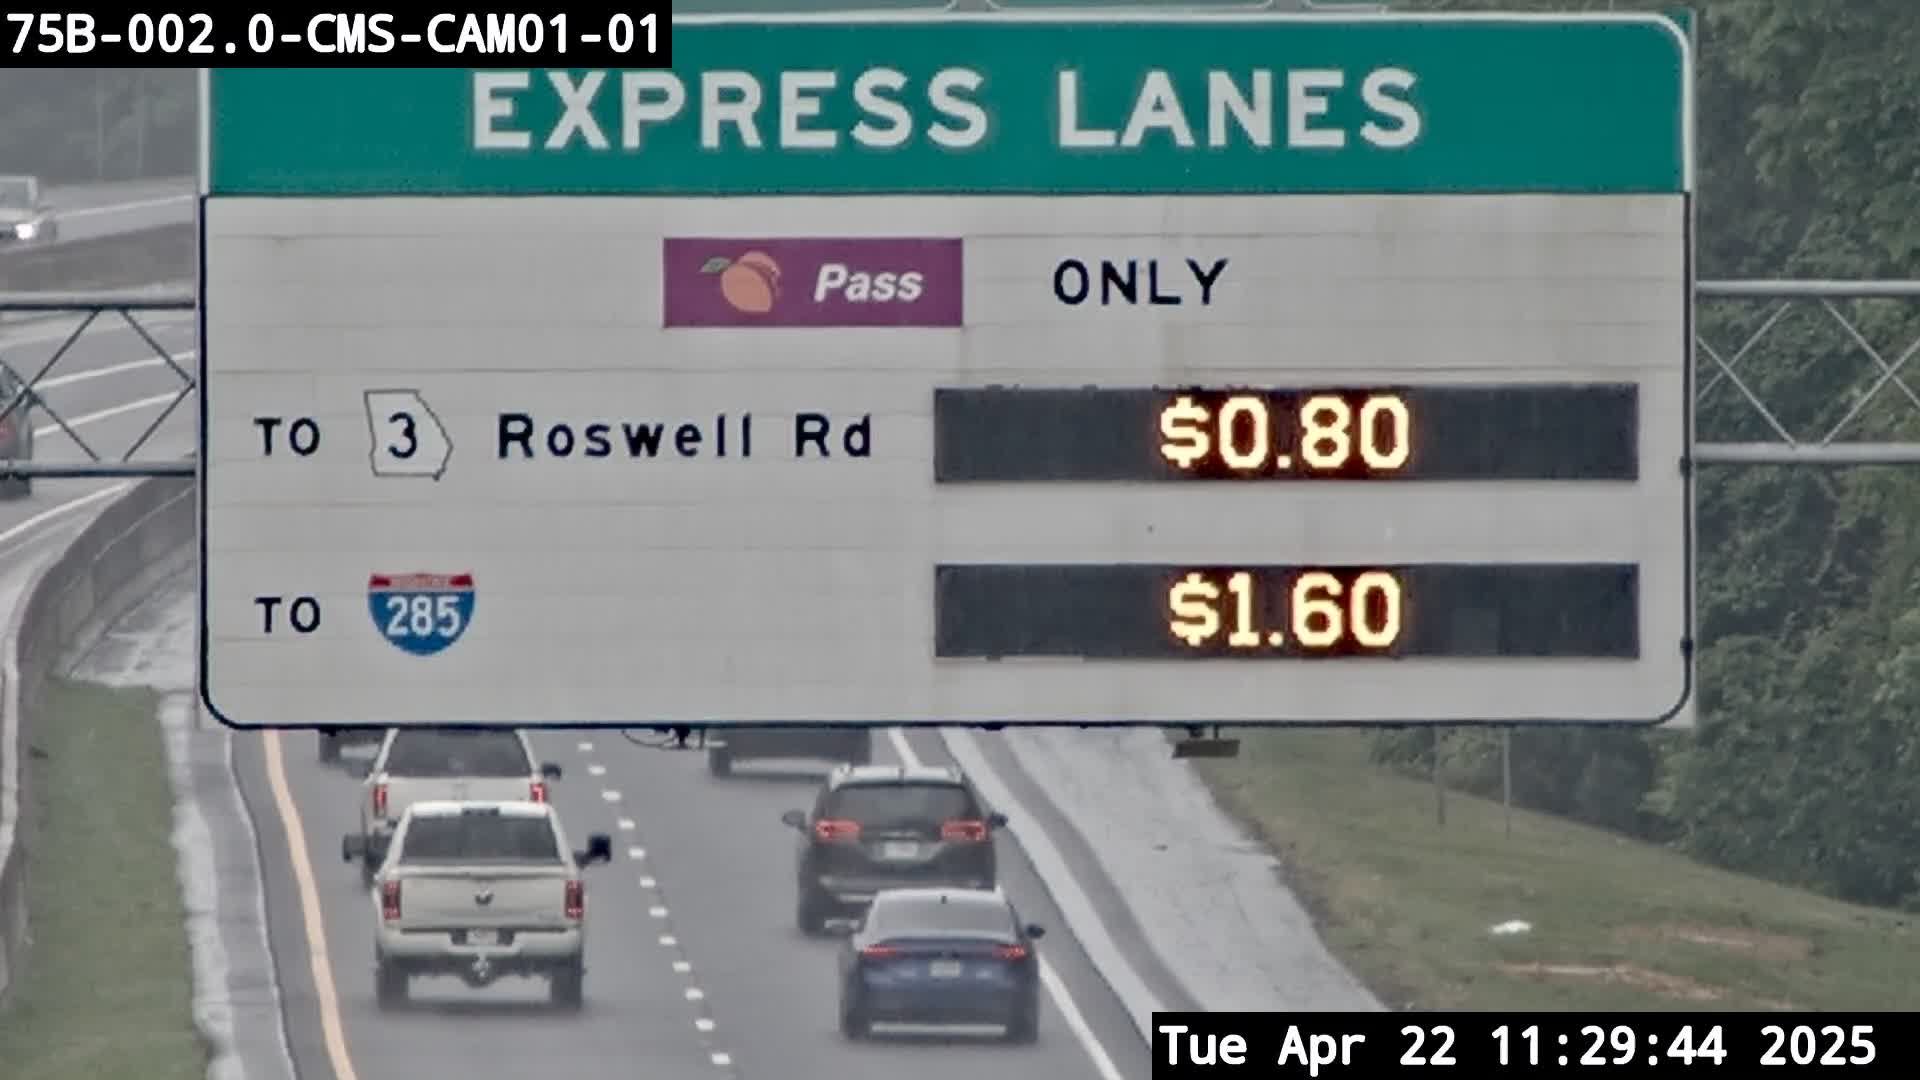 75B-002.0-CMS-CAM01-01
EXPRESS LANES
Pass ONLY
TO 3 Roswell Rd $0.80
TO 285 $1.60
Tue Apr 22 11:29:44 2025